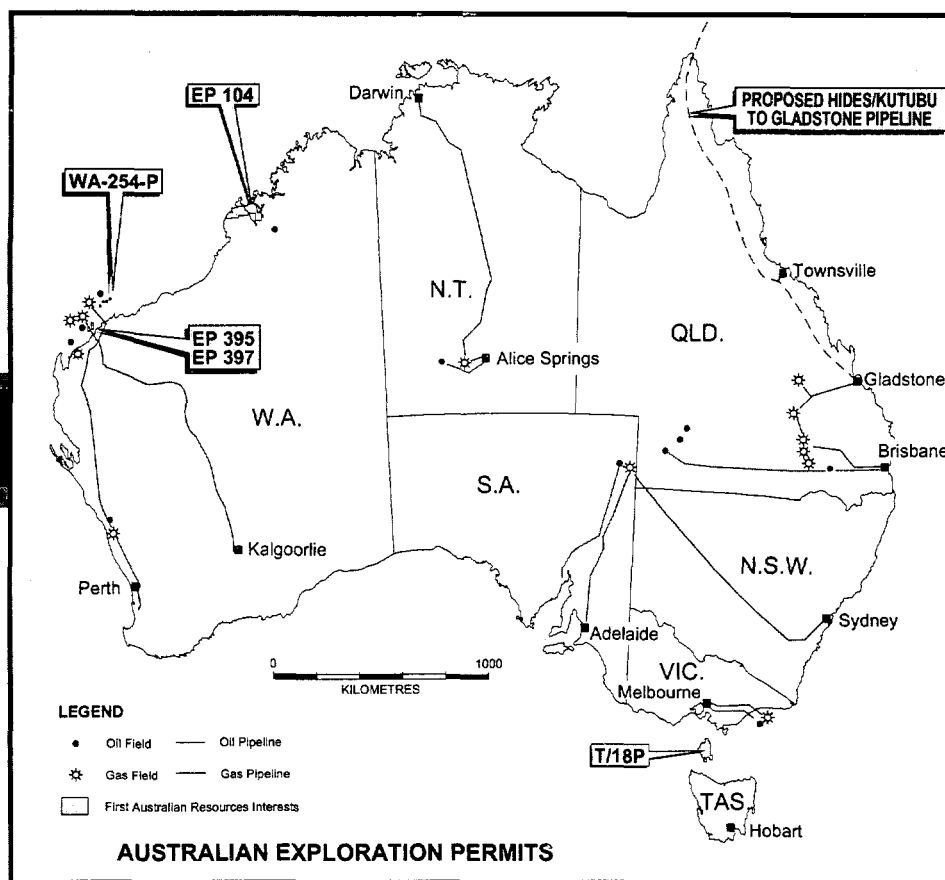 EP 104
Darwin
PROPOSED HIDES/KUTUBU
TO GLADSTONE PIPELINE
WA-254-P
Townsville
N.T.
QLD.
EP 395
EP 397
Alice Springs
Gladstone
W.A.
Brisbane
S.A.
Kalgoorlie
N.S.W.
Perth
Sydney
Adelaide
0
1000
KILOMETRES
VIC.
Melbourne
LEGEND
Oil Field
Oil Pipeline
Gas Field
Gas Pipeline
First Australian Resources Interests
T/18P
TAS
Hobart
AUSTRALIAN EXPLORATION PERMITS